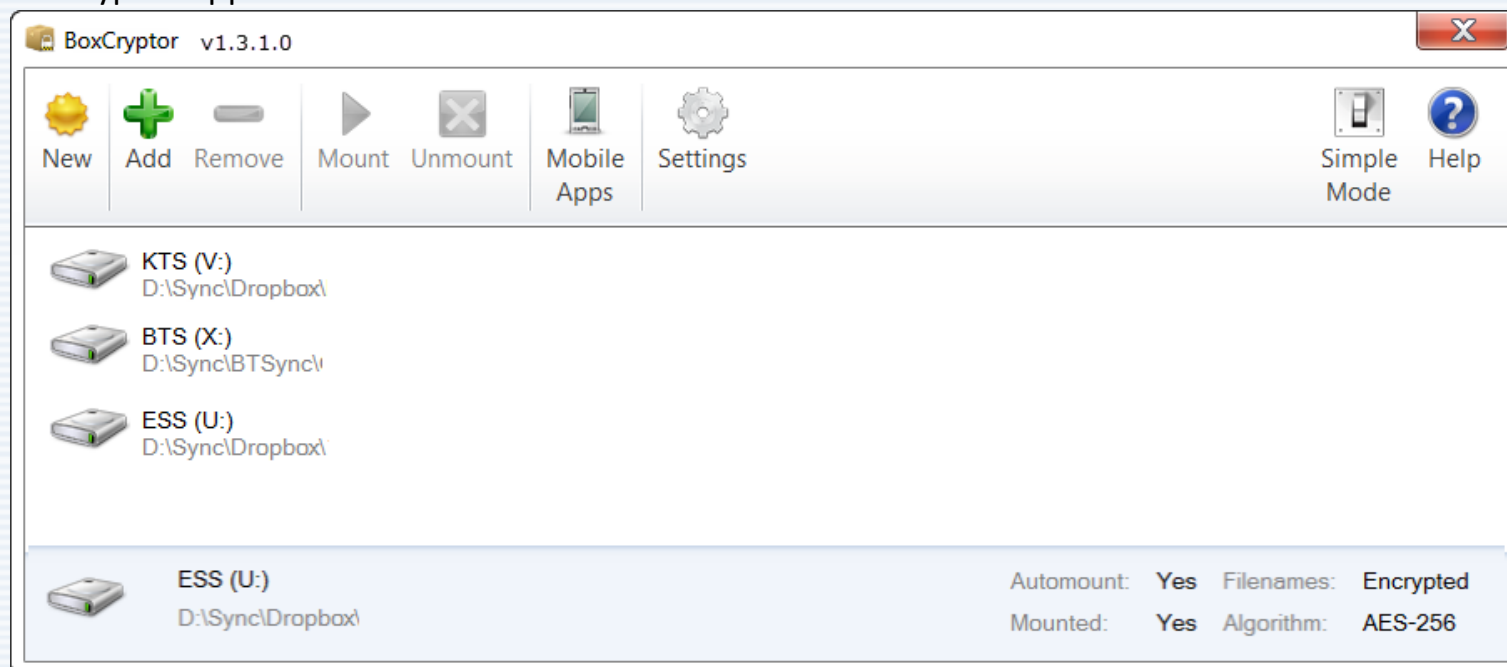 BoxCryptor v1.3.1.0
New Add Remove Mount Unmount Mobile Apps Settings Simple Mode Help
KTS (V:)
D:\Sync\Dropbox\
BTS (X:)
D:\Sync\BTSync\
ESS (U:)
D:\Sync\Dropbox\
ESS (U:) Automount: Yes Filenames: Encrypted
D:\Sync\Dropbox\ Mounted: Yes Algorithm: AES-256